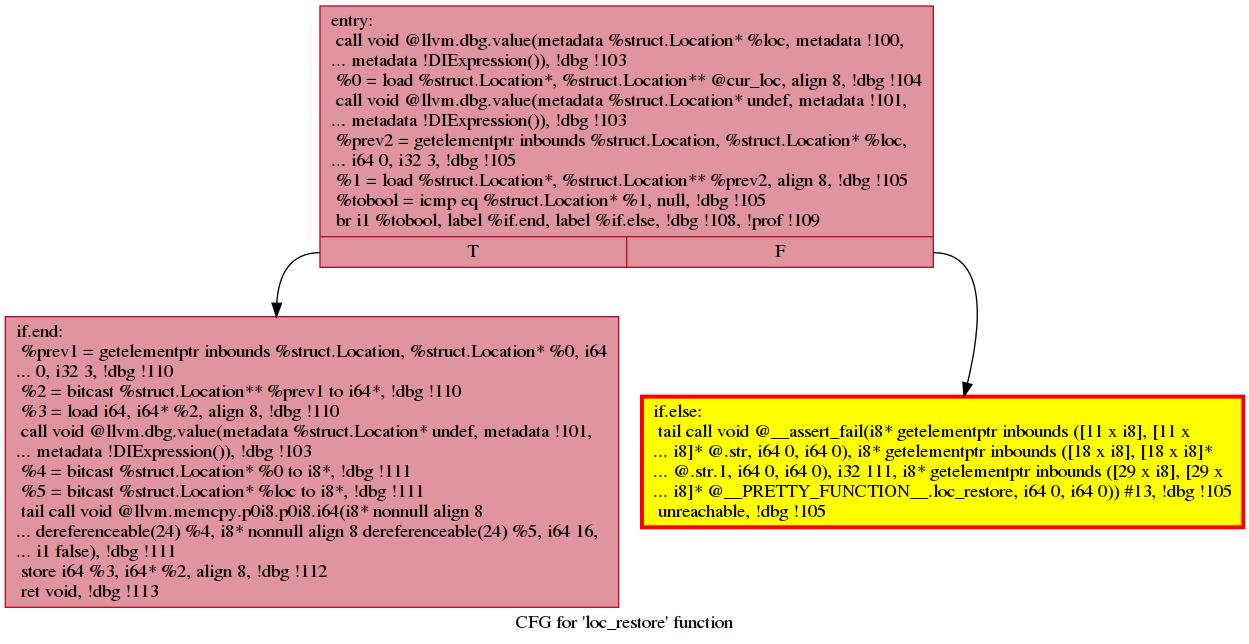 entry:
call void @llvm.dbg.value(metadata %struct.Location* %loc, metadata !100,
... metadata !DIExpression()), !dbg !103
%0 = load %struct.Location*, %struct.Location** @cur_loc, align 8, !dbg !104
call void @llvm.dbg.value(metadata %struct.Location* undef, metadata !101,
... metadata !DIExpression()), !dbg !103
%prev2 = getelementptr inbounds %struct.Location, %struct.Location* %loc,
... i64 0, i32 3, !dbg !105
%1 = load %struct.Location*, %struct.Location** %prev2, align 8, !dbg !105
%tobool = icmp eq %struct.Location* %1, null, !dbg !105
br i1 %tobool, label %if.end, label %if.else, !dbg !108, !prof !109
T
F
if.end:
%prev1 = getelementptr inbounds %struct.Location, %struct.Location* %0, i64
... 0, i32 3, !dbg !110
%2 = bitcast %struct.Location** %prev1 to i64*, !dbg !110
%3 = load i64, i64* %2, align 8, !dbg !110
call void @llvm.dbg.value(metadata %struct.Location* undef, metadata !101,
... metadata !DIExpression()), !dbg !103
%4 = bitcast %struct.Location* %0 to i8*, !dbg !111
%5 = bitcast %struct.Location* %loc to i8*, !dbg !111
tail call void @llvm.memcpy.p0i8.p0i8.i64(i8* nonnull align 8
... dereferenceable(24) %4, i8* nonnull align 8 dereferenceable(24) %5, i64 16,
... i1 false), !dbg !111
store i64 %3, i64* %2, align 8, !dbg !112
ret void, !dbg !113
if.else:
tail call void @__assert_fail(i8* getelementptr inbounds ([11 x i8], [11 x
... i8]* @.str, i64 0, i64 0), i8* getelementptr inbounds ([18 x i8], [18 x i8]*
... @.str.1, i64 0, i64 0), i32 111, i8* getelementptr inbounds ([29 x i8], [29 x
... i8]* @__PRETTY_FUNCTION__.loc_restore, i64 0, i64 0)) #13, !dbg !105
unreachable, !dbg !105
CFG for 'loc_restore' function